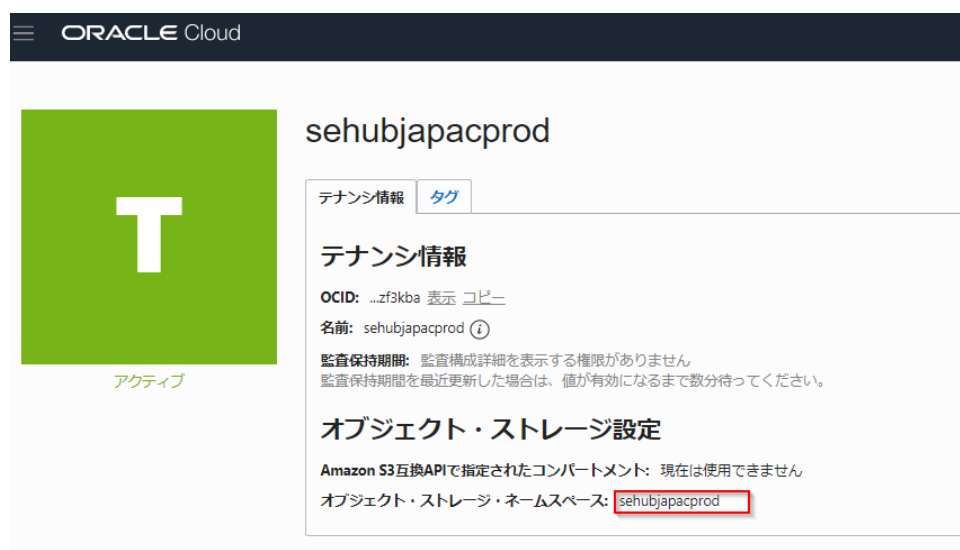 ORACLE Cloud
T
アクティブ
sehubjapacprod
テナンシ情報 タグ
テナンシ情報
OCID: ...zf3kba 表示 コピー
名前: sehubjapacprod i
監査保持期間: 監査構成詳細を表示する権限がありません
監査保持期間を最近更新した場合は、値が有効になるまで数分待ってください。
オブジェクト・ストレージ設定
Amazon S3互換APIで指定されたコンパートメント: 現在は使用できません
オブジェクト・ストレージ・ネームスペース: sehubjapacprod